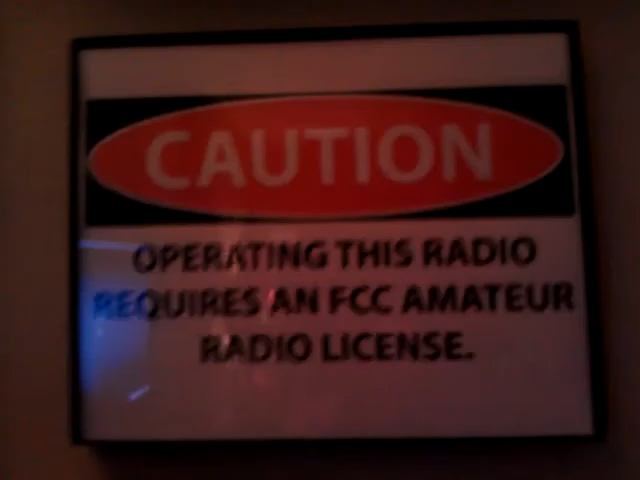 CAUTION
OPERATING THIS RADIO
REQUIRES AN FCC AMATEUR
RADIO LICENSE.